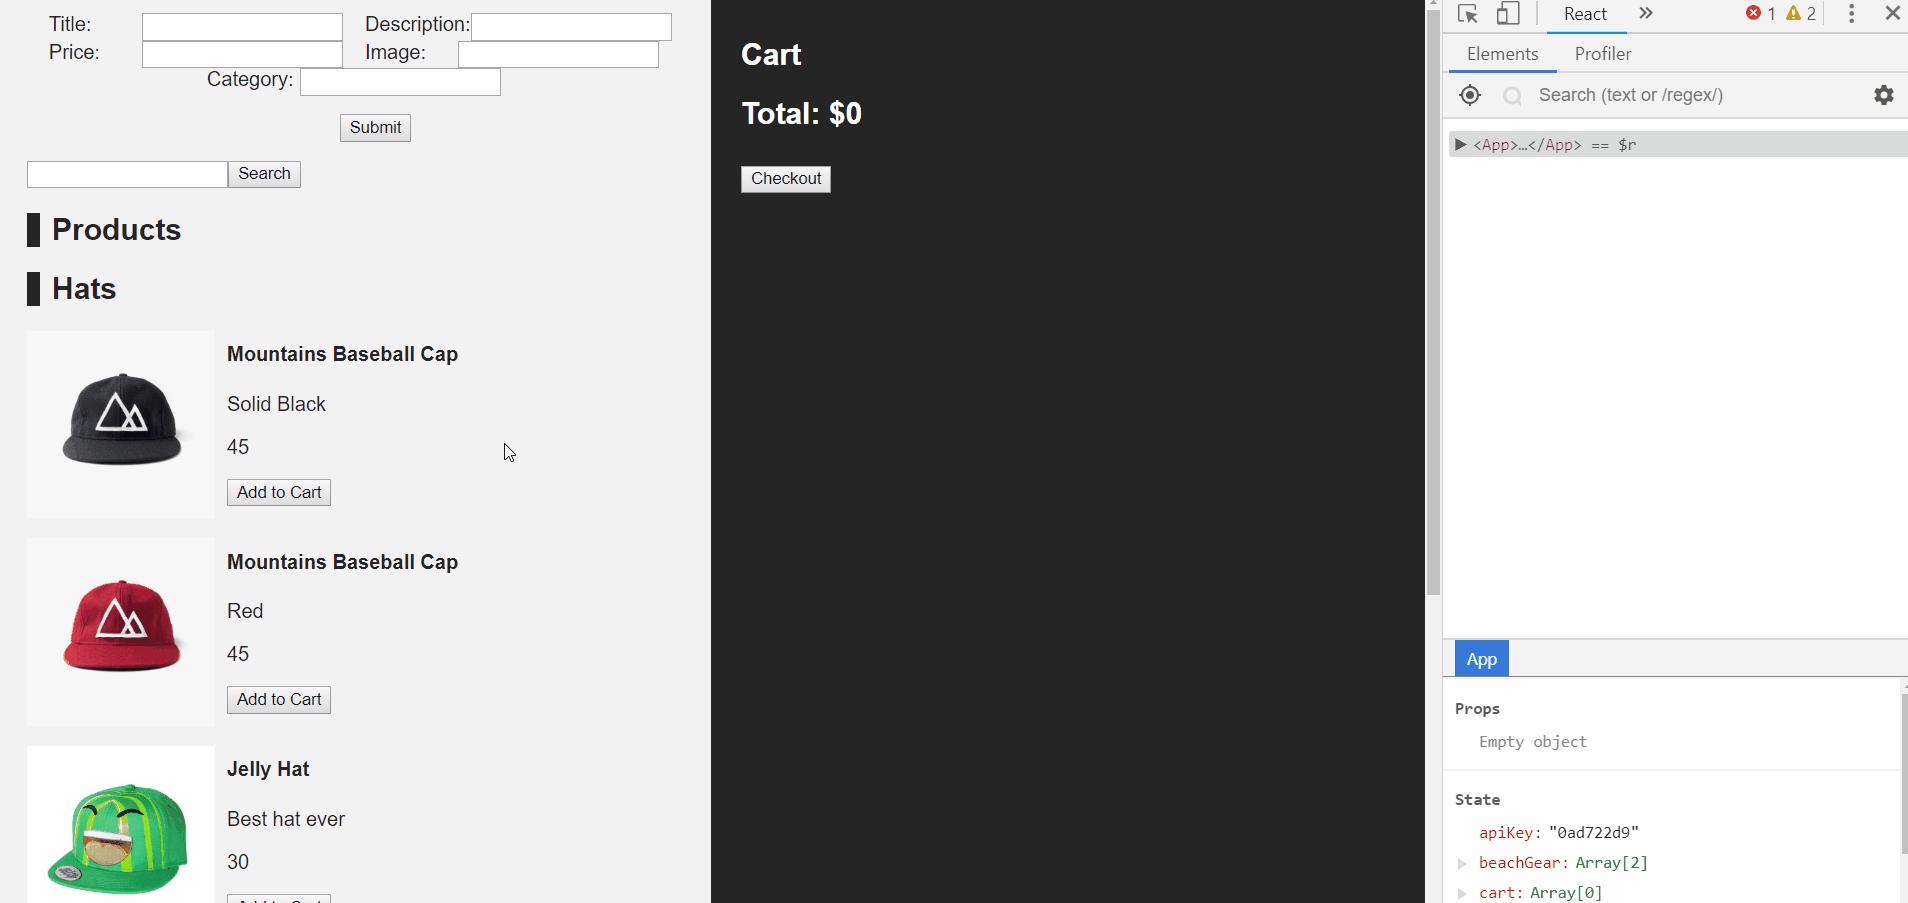 Title:
Description:
Price:
Image:
Category:
Submit
Search
Products
Hats
Mountains Baseball Cap
Solid Black
45
Add to Cart
Mountains Baseball Cap
Red
45
Add to Cart
Jelly Hat
Best hat ever
30
Add to Cart
Cart
Total: $0
Checkout
React » 1 2
Elements Profiler
Search (text or /regex/)
<App>…</App> == $r
App
Props
Empty object
State
apiKey: "0ad722d9"
beachGear: Array[2]
cart: Array[0]